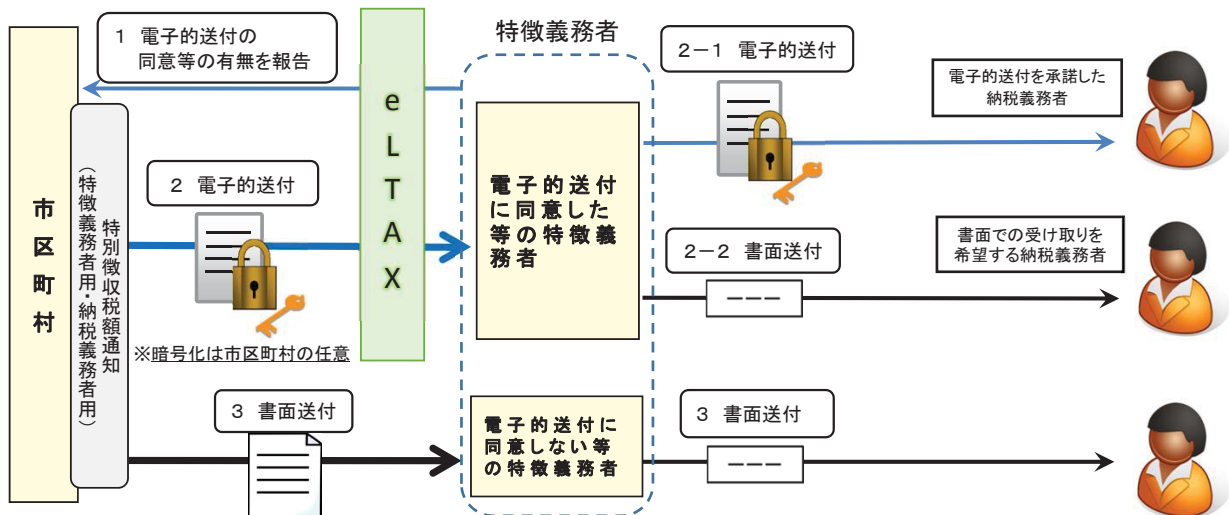 特徴義務者
1 電子的送付の
同意等の有無を報告
2－1 電子的送付
電子的送付を承諾した
納税義務者
eLTAX
市区町村
特別徴収税額通知
（特徴義務者用・納税義務者用）
2 電子的送付
※暗号化は市区町村の任意
電子的送付
に同意した
等の特徴義
務者
2－2 書面送付
書面での受け取りを
希望する納税義務者
3 書面送付
電子的送付に
同意しない等
の特徴義務者
3 書面送付